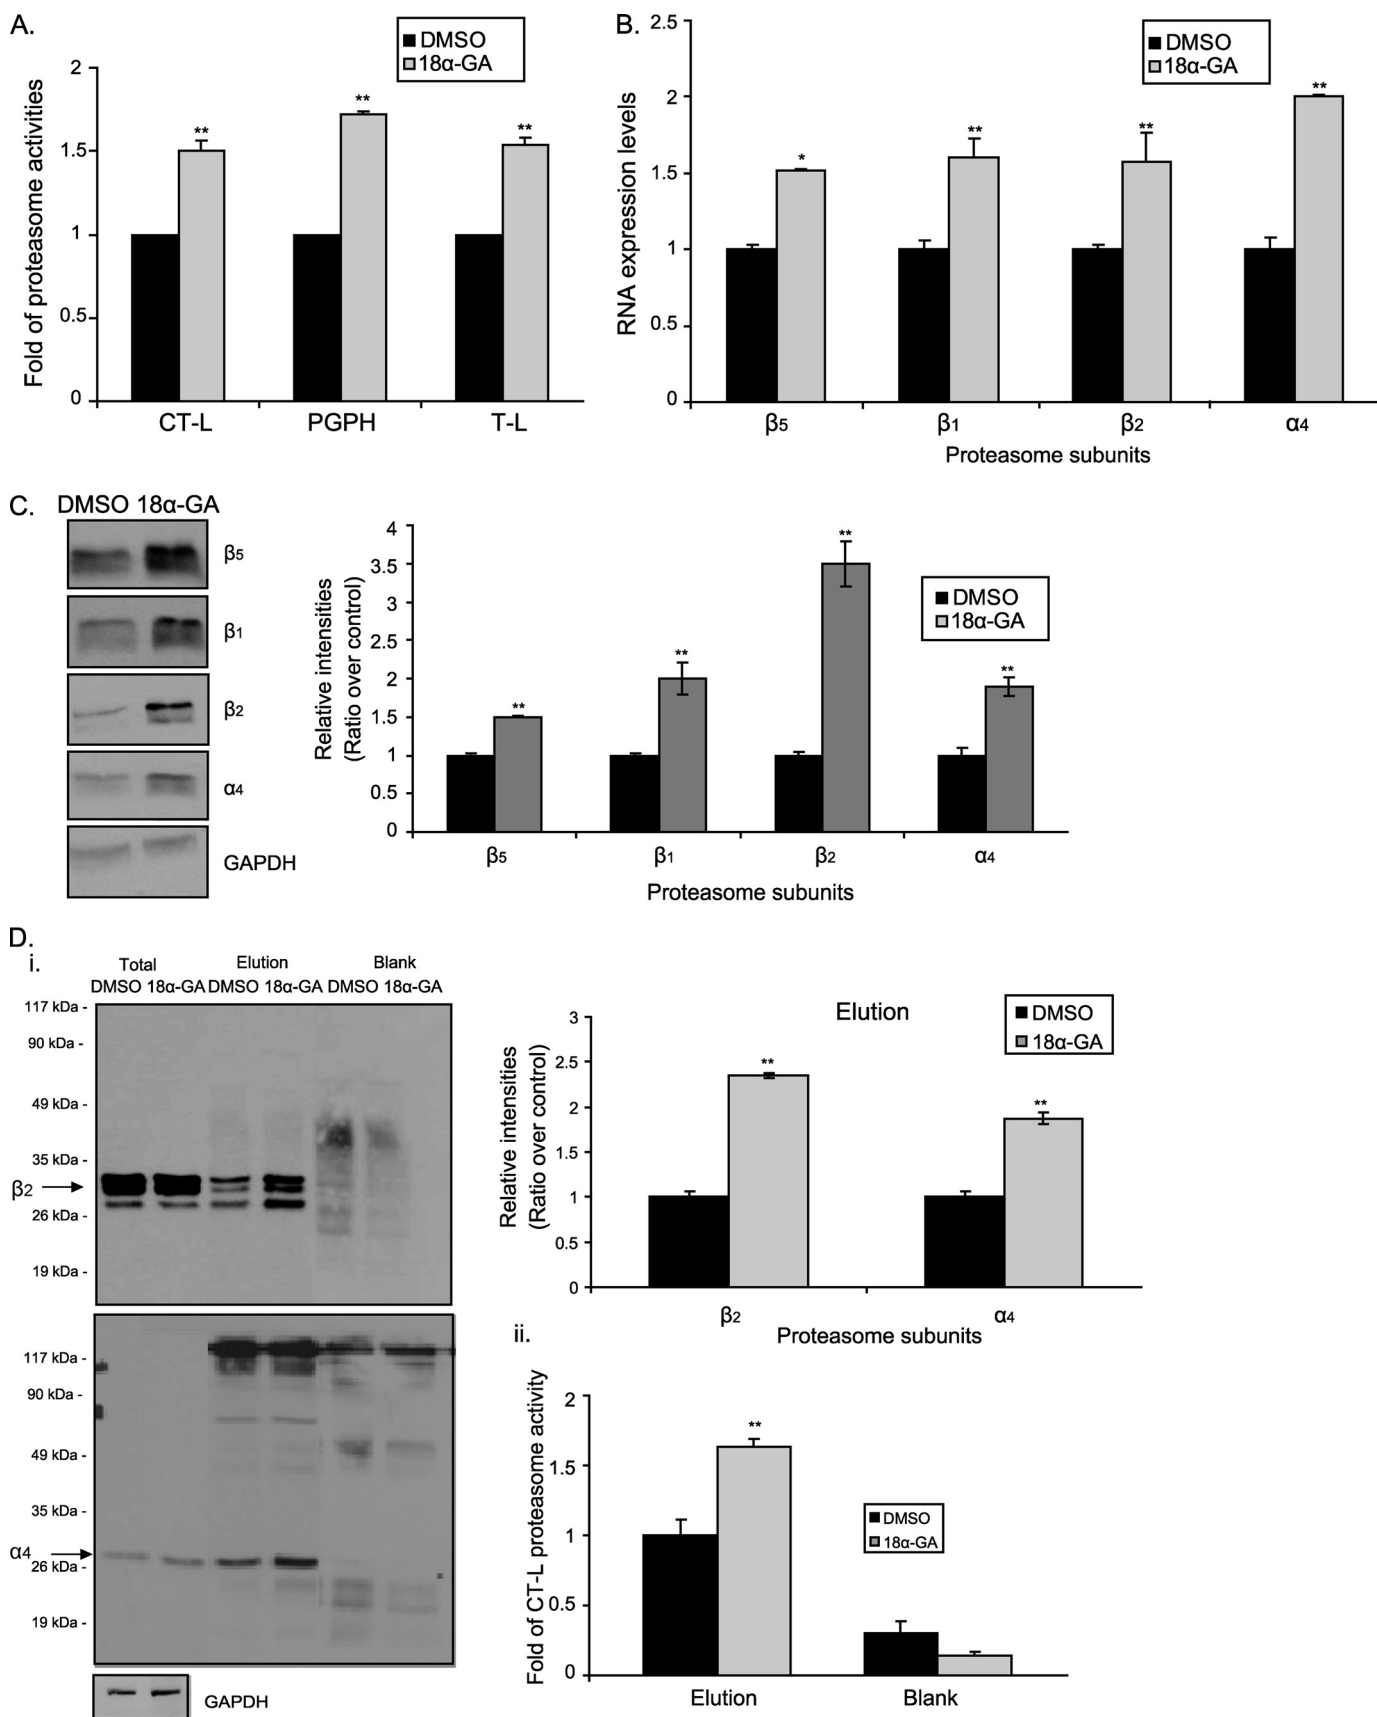 A.
DMSO
18α-GA
Fold of proteasome activities
2
1.5
1
0.5
0
**
**
**
CT-L PGPH T-L
B.
DMSO
18α-GA
RNA expression levels
2.5
2
1.5
1
0.5
0
*
**
**
**
β5 β1 β2 α4
Proteasome subunits
C.
DMSO 18α-GA
β5
β1
β2
α4
GAPDH
Relative intensities
(Ratio over control)
4
3.5
3
2.5
2
1.5
1
0.5
0
**
**
**
**
DMSO
18α-GA
β5 β1 β2 α4
Proteasome subunits
D.
i.
Total Elution Blank
DMSO 18α-GA DMSO 18α-GA DMSO 18α-GA
117 kDa -
90 kDa -
49 kDa -
35 kDa -
β2
26 kDa -
19 kDa -
117 kDa -
90 kDa -
49 kDa -
35 kDa -
α4
26 kDa -
19 kDa -
GAPDH
Elution
DMSO
18α-GA
Relative intensities
(Ratio over control)
3
2.5
2
1.5
1
0.5
0
**
**
β2 α4
Proteasome subunits
ii.
Fold of CT-L proteasome activity
2
1.5
1
0.5
0
**
DMSO
18α-GA
Elution Blank